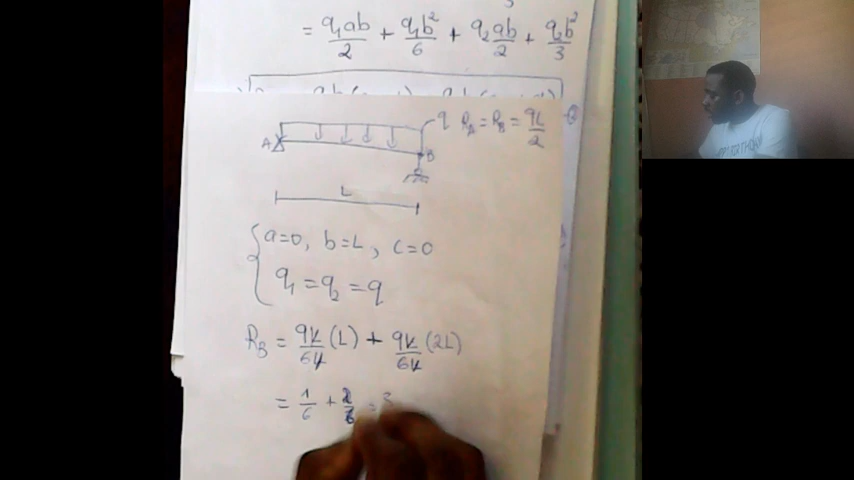 = q₁ab/2 + q₁b²/6 + q₂ab/2 + q₂b²/3
q R_A = R_B = qL/2
A
B
L
a=0, b=L, c=0
q₁ = q₂ = q
R_B = qL/6L (L) + qL/6L (2L)
= 1/6 + 2/6 = 3